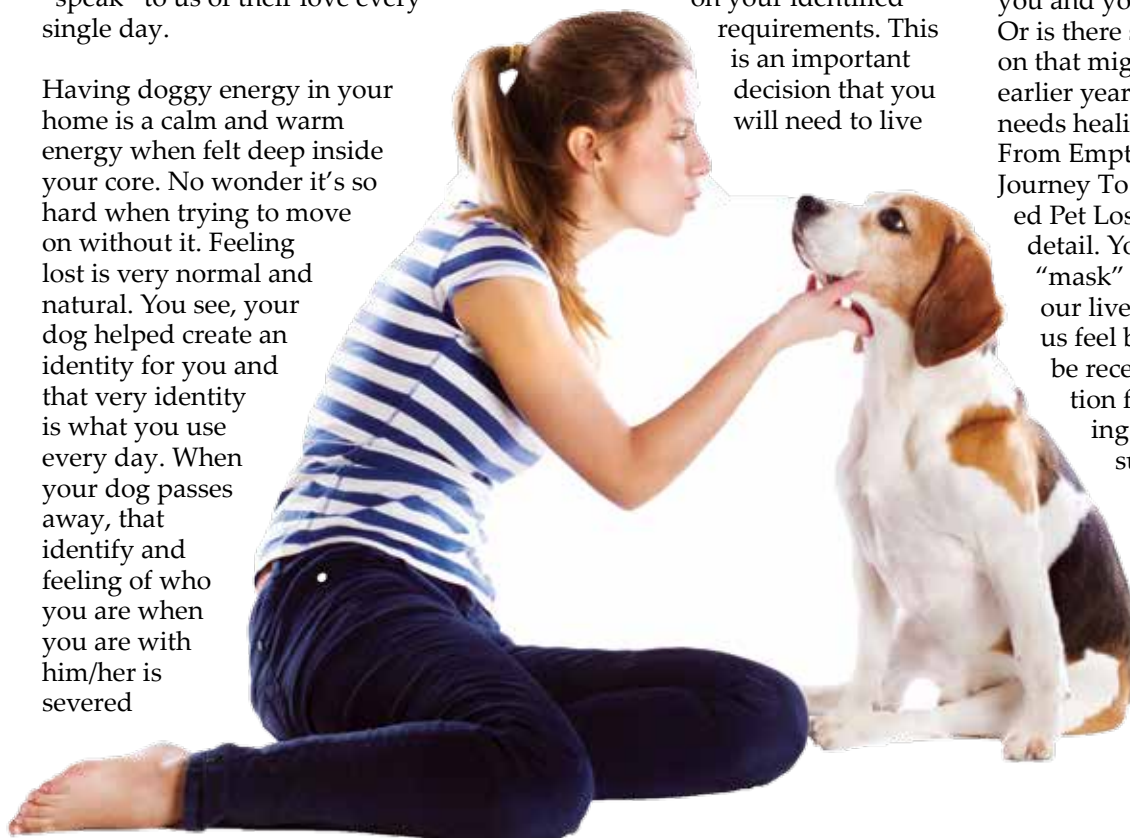 “speak” to us of their love every
single day.
Having doggy energy in your
home is a calm and warm
energy when felt deep inside
your core. No wonder it’s so
hard when trying to move
on without it. Feeling
lost is very normal and
natural. You see, your
dog helped create an
identity for you and
that very identity
is what you use
every day. When
your dog passes
away, that
identify and
feeling of who
you are when
you are with
him/her is
severed
on your identified
requirements. This
is an important
decision that you
will need to live
you and yo
Or is there s
on that mig
earlier year
needs heali
From Empt
Journey To
ed Pet Los
detail. Yo
“mask”
our live
us feel b
be rece
tion f
ing
su